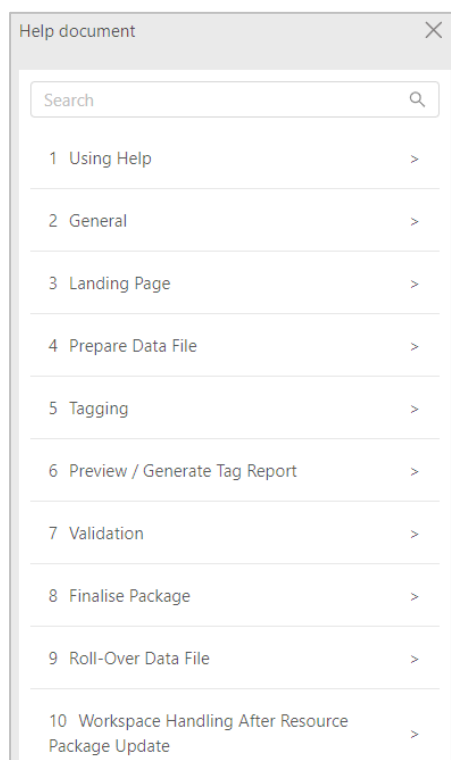 Help document
Search
1 Using Help >
2 General >
3 Landing Page >
4 Prepare Data File >
5 Tagging >
6 Preview / Generate Tag Report >
7 Validation >
8 Finalise Package >
9 Roll-Over Data File >
10 Workspace Handling After Resource
Package Update >